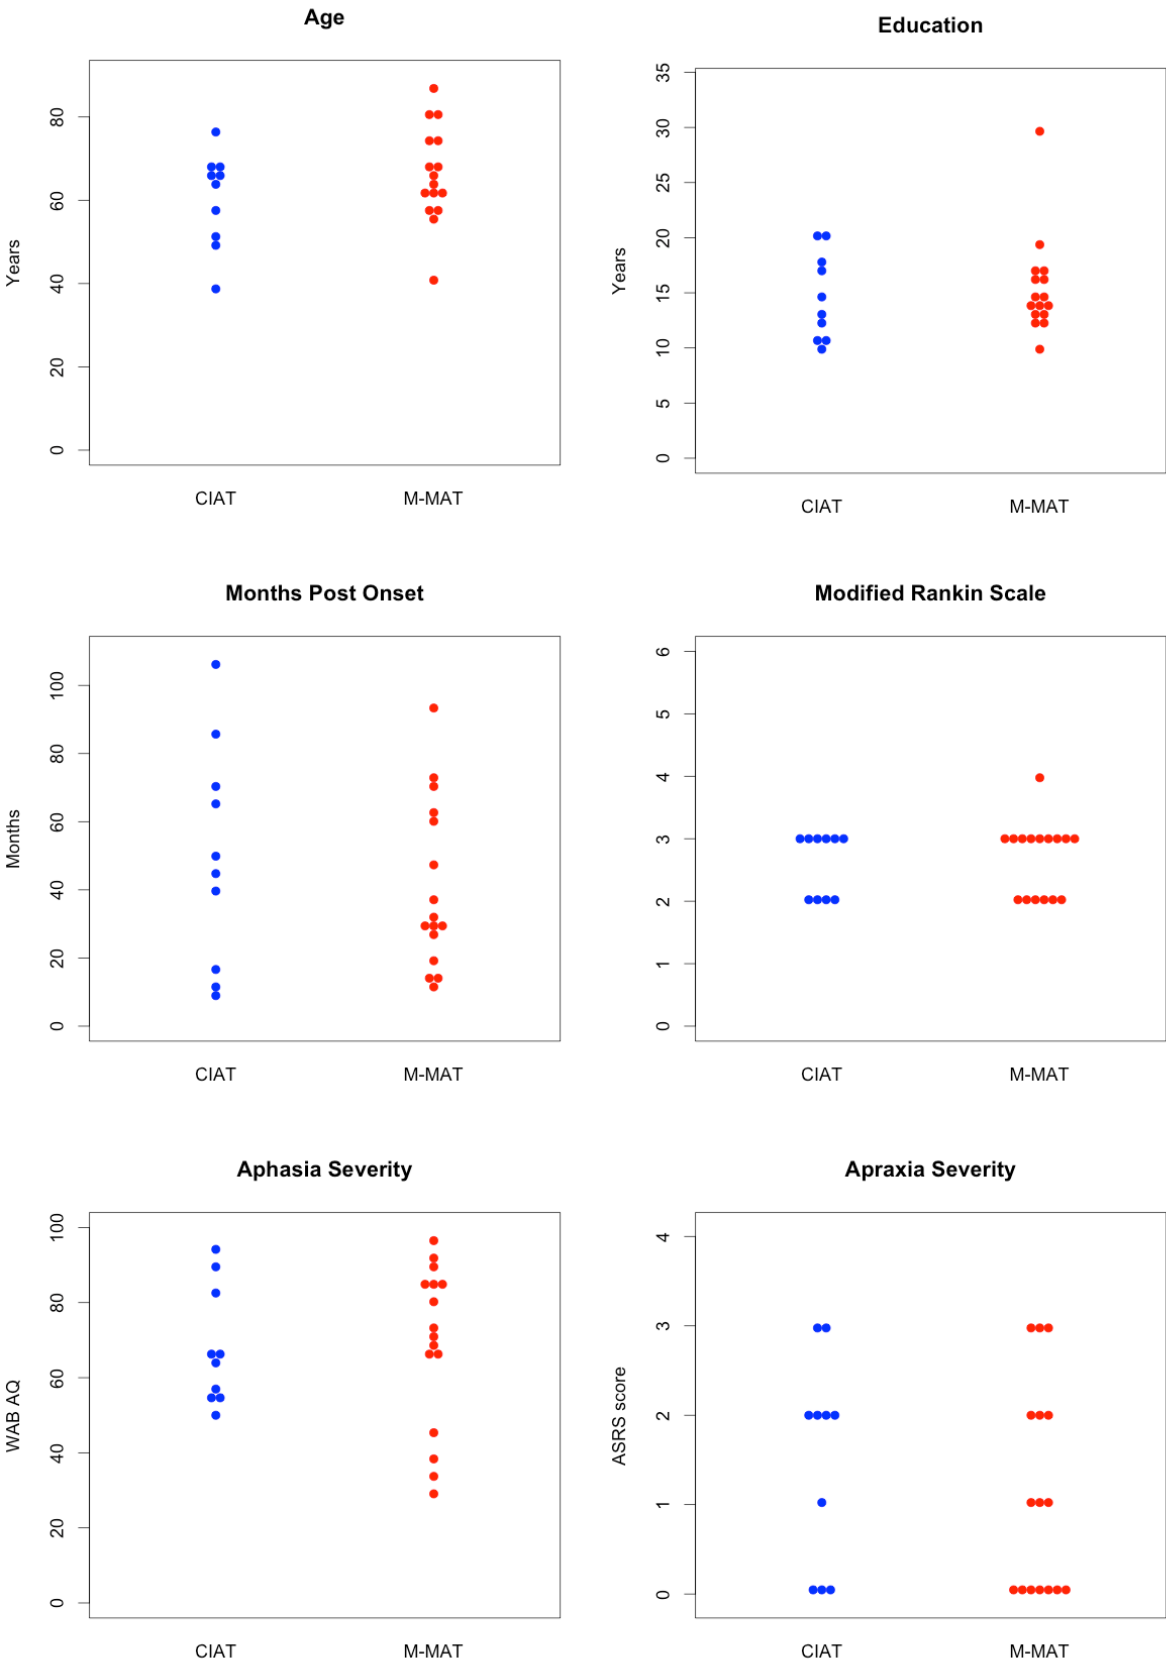 Age
Years
80
60
40
20
0
CIAT M-MAT
Education
Years
35
30
25
20
15
10
5
0
CIAT M-MAT
Months Post Onset
Months
100
80
60
40
20
0
CIAT M-MAT
Modified Rankin Scale
6
5
4
3
2
1
0
CIAT M-MAT
Aphasia Severity
WAB AQ
100
80
60
40
20
0
CIAT M-MAT
Apraxia Severity
ASRS score
4
3
2
1
0
CIAT M-MAT